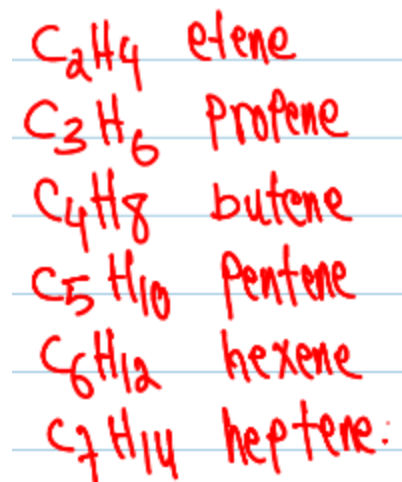 C2H4 etene
C3H6 propene
C4H8 butene
C5H10 Pentene
C6H12 hexene
C7H14 heptene.